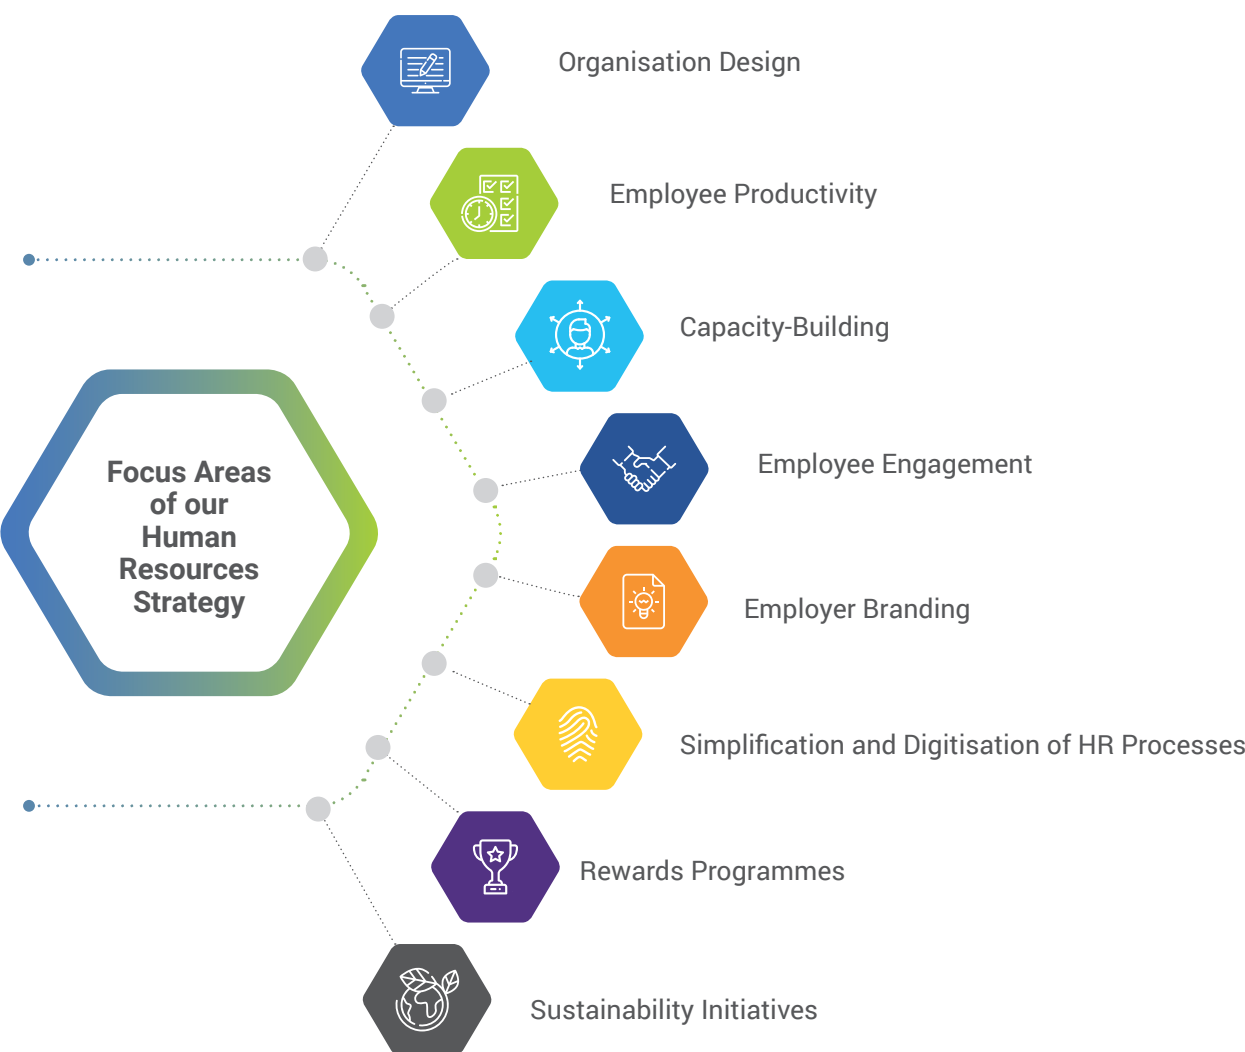 Organisation Design
Employee Productivity
Capacity-Building
Employee Engagement
Focus Areas
of our
Human
Resources
Strategy
Employer Branding
Simplification and Digitisation of HR Processes
Rewards Programmes
Sustainability Initiatives